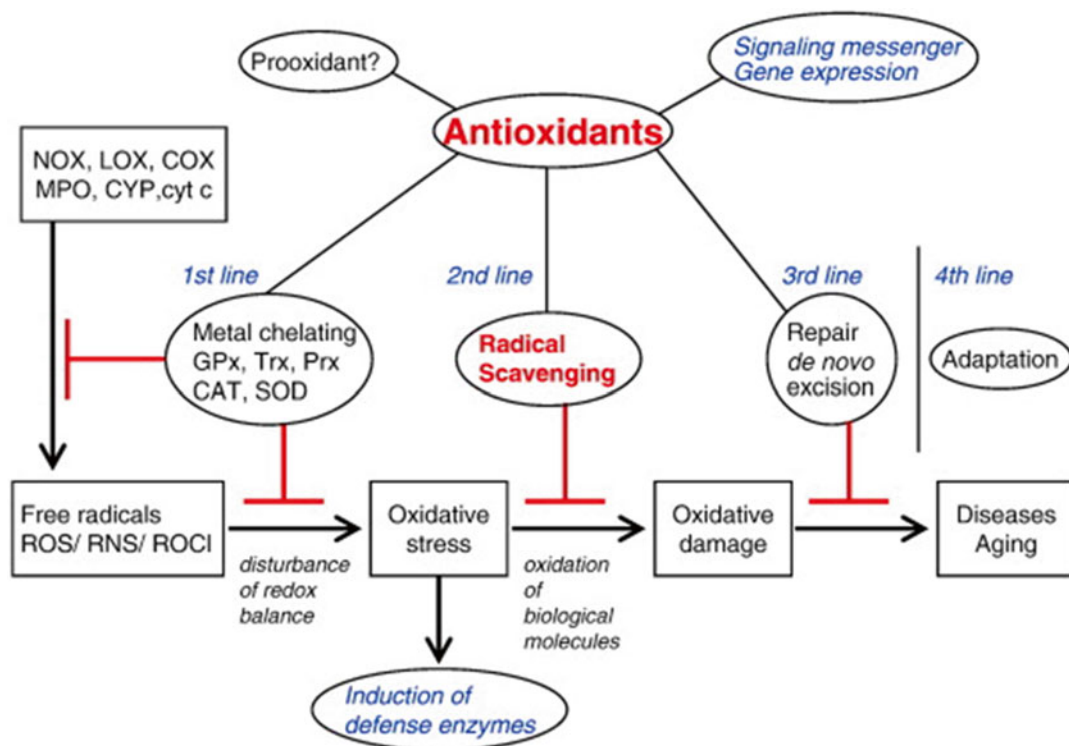 Prooxidant?
Signaling messenger
Gene expression
Antioxidants
NOX, LOX, COX
MPO, CYP,cyt c
1st line
2nd line
3rd line
4th line
Metal chelating
GPx, Trx, Prx
CAT, SOD
Radical
Scavenging
Repair
de novo
excision
Adaptation
Free radicals
ROS/ RNS/ ROCl
disturbance
of redox
balance
Oxidative
stress
oxidation
of
biological
molecules
Oxidative
damage
Diseases
Aging
Induction of
defense enzymes